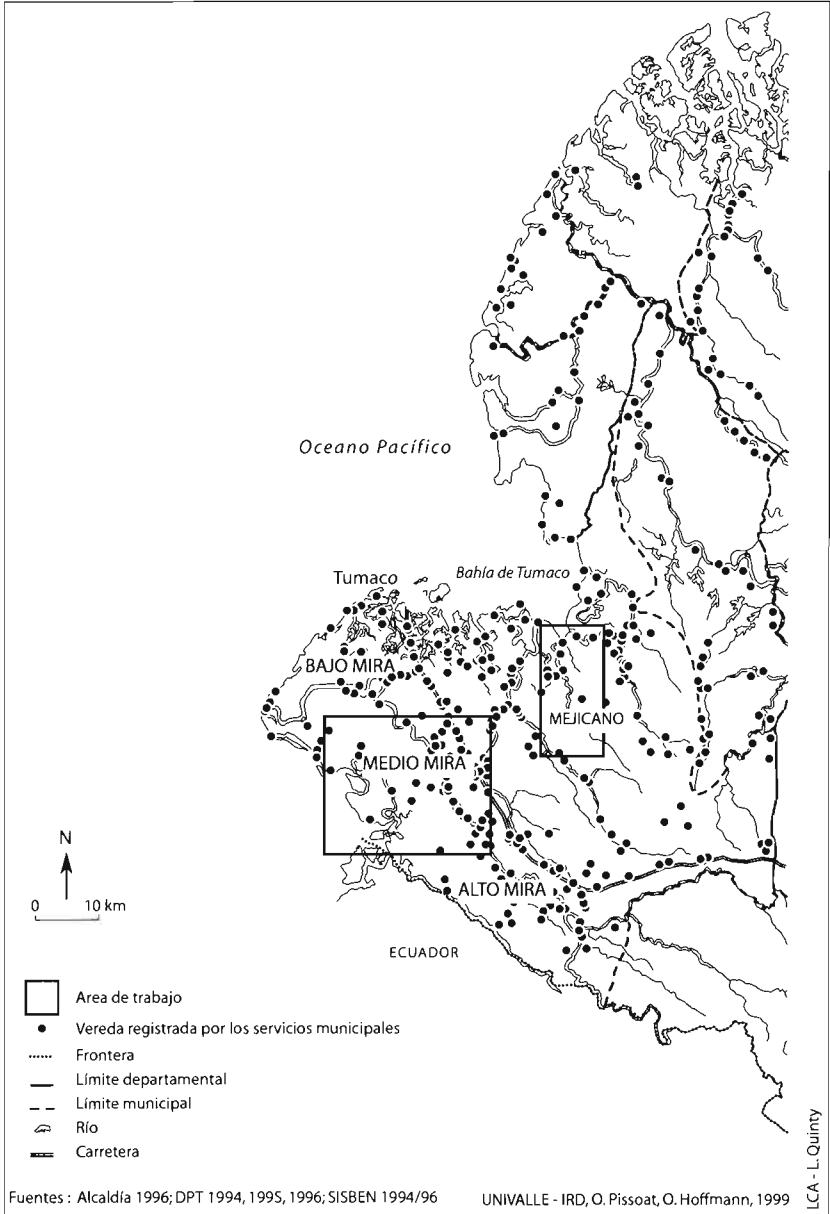 Oceano Pacífico
Bahía de Tumaco
Tumaco
BAJO MIRA
MEJICANO
MEDIO MIRA
N
ALTO MIRA
0 10 km
ECUADOR
Area de trabajo
Vereda registrada por los servicios municipales
Frontera
Límite departamental
Límite municipal
Río
Carretera
LCA - L. Quinty
Fuentes : Alcaldía 1996; DPT 1994, 199S, 1996; SISBEN 1994/96 UNIVALLE - IRD, O. Pissoat, O. Hoffmann, 1999